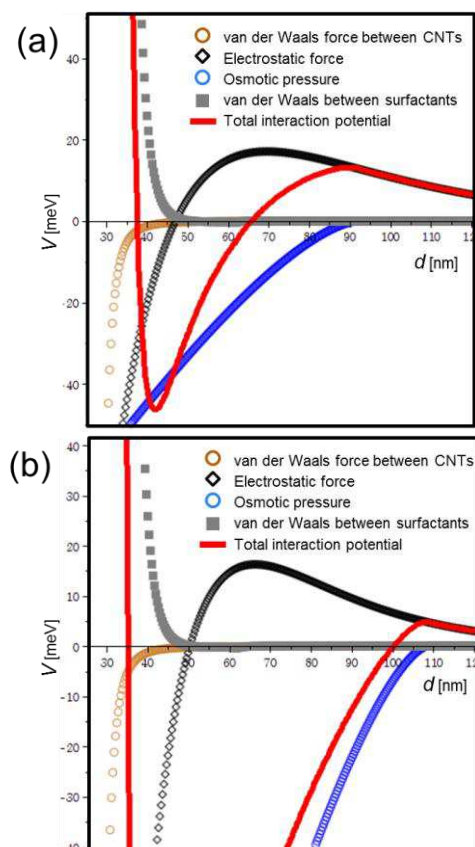 (a)
van der Waals force between CNTs
Electrostatic force
Osmotic pressure
van der Waals between surfactants
Total interaction potential
V [meV]
40
20
0
-20
-40
30 40 50 60 70 80 90 100 110 120
d [nm]
(b)
van der Waals force between CNTs
Electrostatic force
Osmotic pressure
van der Waals between surfactants
Total interaction potential
V [meV]
40
30
20
10
0
-10
-20
-30
-40
30 40 50 60 70 80 90 100 110 120
d [nm]